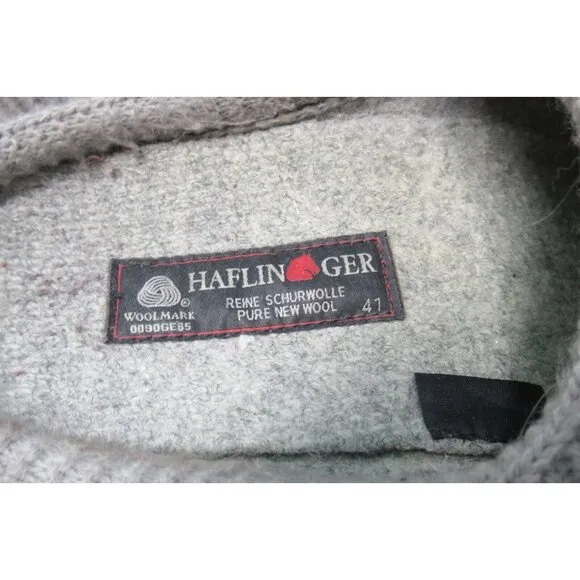 HAFLINGER
REINE SCHURWOLLE
PURE NEW WOOL 41
WOOLMARK ®
0090GE85